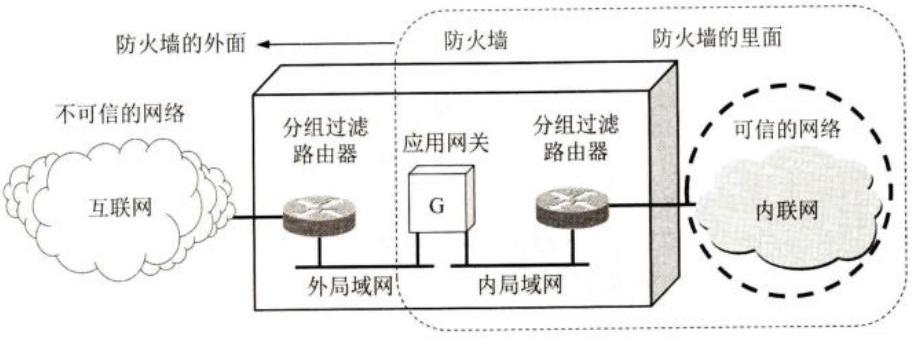 防火墙的外面
防火墙
防火墙的里面
不可信的网络
分组过滤
路由器
应用网关
分组过滤
路由器
可信的网络
互联网
G
内联网
外局域网
内局域网